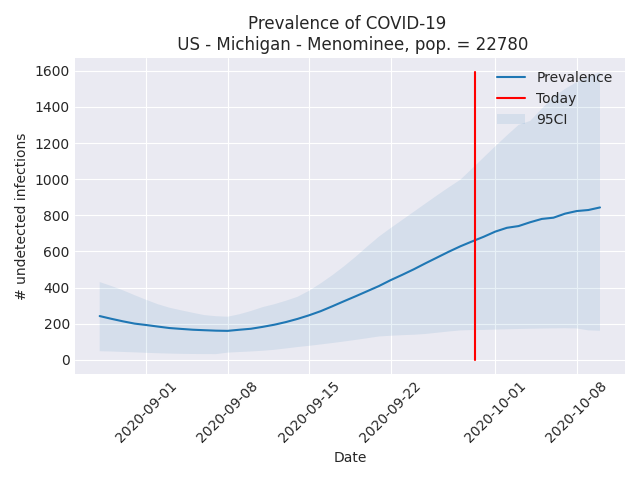 Prevalence of COVID-19
US - Michigan - Menominee, pop. = 22780
1600
1400
1200
1000
800
600
400
200
0
# undetected infections
Prevalence
Today
95CI
2020-09-01
2020-09-08
2020-09-15
2020-09-22
2020-10-01
2020-10-08
Date